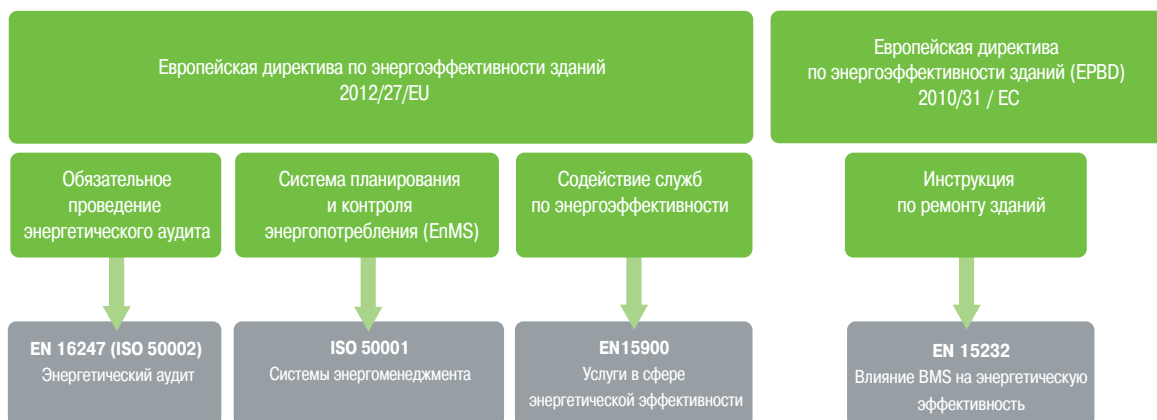 Европейская директива по энергоэффективности зданий
2012/27/EU
Европейская директива
по энергоэффективности зданий (EPBD)
2010/31 / EC
Обязательное
проведение
энергетического аудита
Система планирования
и контроля
энергопотребления (EnMS)
Содействие служб
по энергоэффективности
Инструкция
по ремонту зданий
EN 16247 (ISO 50002)
Энергетический аудит
ISO 50001
Системы энергоменеджмента
EN15900
Услуги в сфере
энергетической эффективности
EN 15232
Влияние BMS на энергетическую
эффективность